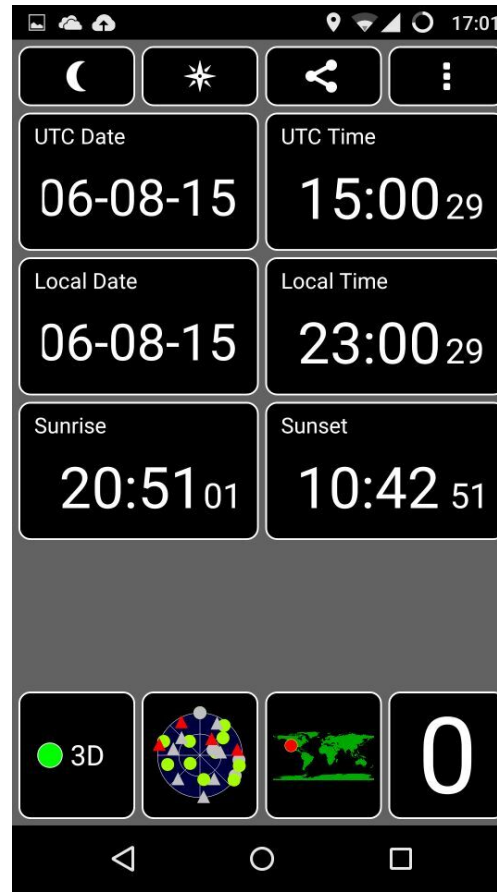 17:01
UTC Date
UTC Time
06-08-15
15:00 29
Local Date
Local Time
06-08-15
23:00 29
Sunrise
Sunset
20:51 01
10:42 51
3D
0